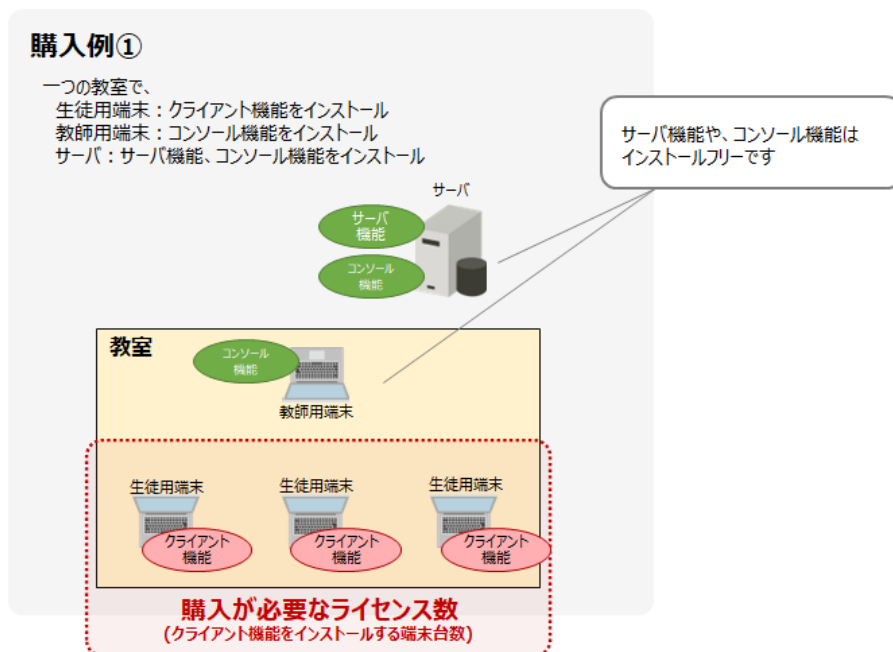 購入例①
一つの教室で、
生徒用端末：クライアント機能をインストール
教師用端末：コンソール機能をインストール
サーバ：サーバ機能、コンソール機能をインストール
サーバ機能や、コンソール機能は
インストールフリーです
サーバ
サーバ
機能
コンソール
機能
教室
コンソール
機能
教師用端末
生徒用端末
生徒用端末
生徒用端末
クライアント
機能
クライアント
機能
クライアント
機能
購入が必要なライセンス数
(クライアント機能をインストールする端末台数)